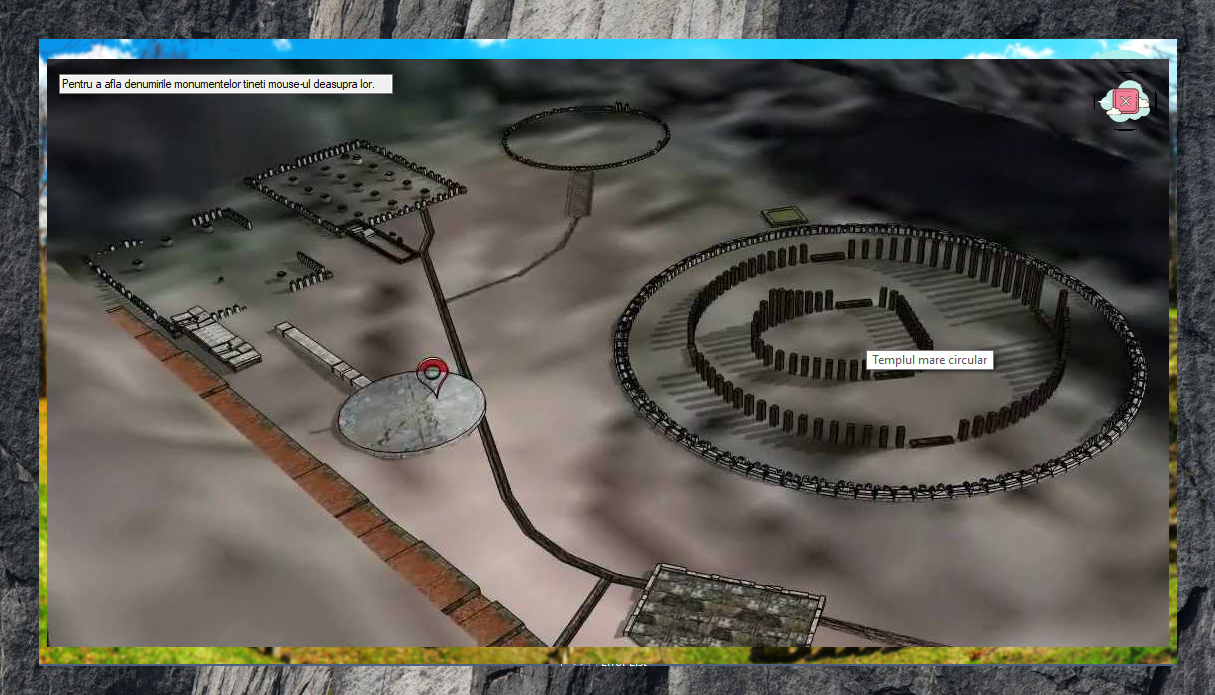 Pentru a afla denumirile monumentelor tineti mouse-ul deasupra lor.
Templul mare circular